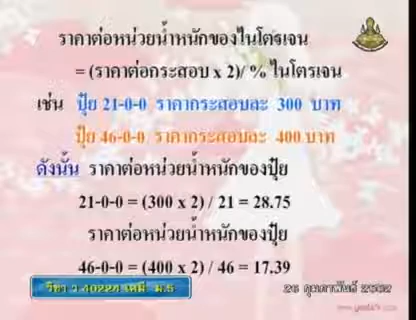 ราคาต่อหน่วยน้ำหนักของไนโตรเจน
= (ราคาต่อกระสอบ x 2)/ % ไนโตรเจน
เช่น ปุ๋ย 21-0-0 ราคากระสอบละ 300 บาท
ปุ๋ย 46-0-0 ราคากระสอบละ 400 บาท
ดังนั้น ราคาต่อหน่วยน้ำหนักของปุ๋ย
21-0-0 = (300 x 2) / 21 = 28.75
ราคาต่อหน่วยน้ำหนักของปุ๋ย
46-0-0 = (400 x 2) / 46 = 17.39
วิชา ว 40224 เคมี ม.5
26 กุมภาพันธ์ 2552